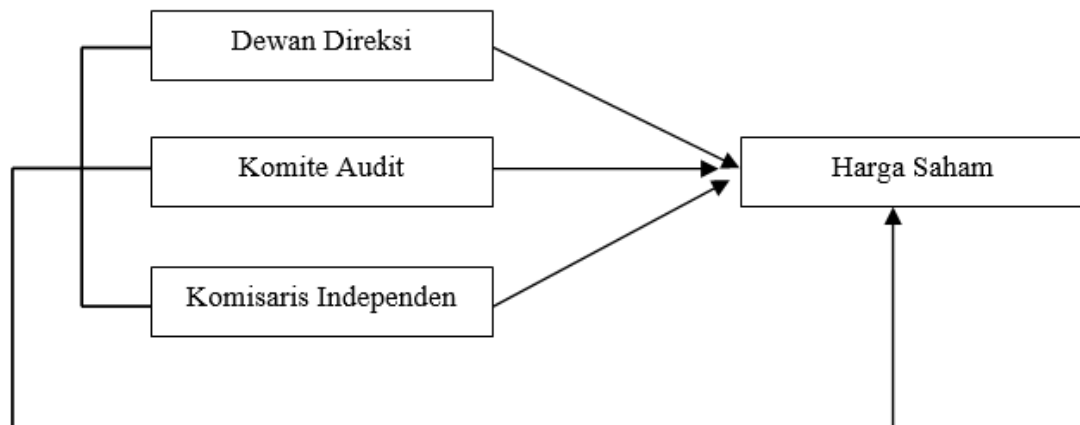 Dewan Direksi
Komite Audit
Harga Saham
Komisaris Independen